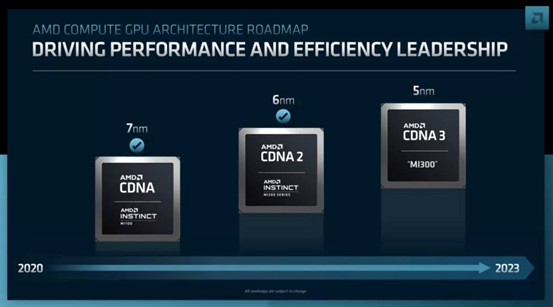 AMD COMPUTE GPU ARCHITECTURE ROADMAP
DRIVING PERFORMANCE AND EFFICIENCY LEADERSHIP
7nm
AMD
CDNA
AMD
INSTINCT
MI100
6nm
AMD
CDNA 2
AMD
INSTINCT
MI200 SERIES
5nm
AMD
CDNA 3
"MI300"
2020
2023
All roadmaps are subject to change